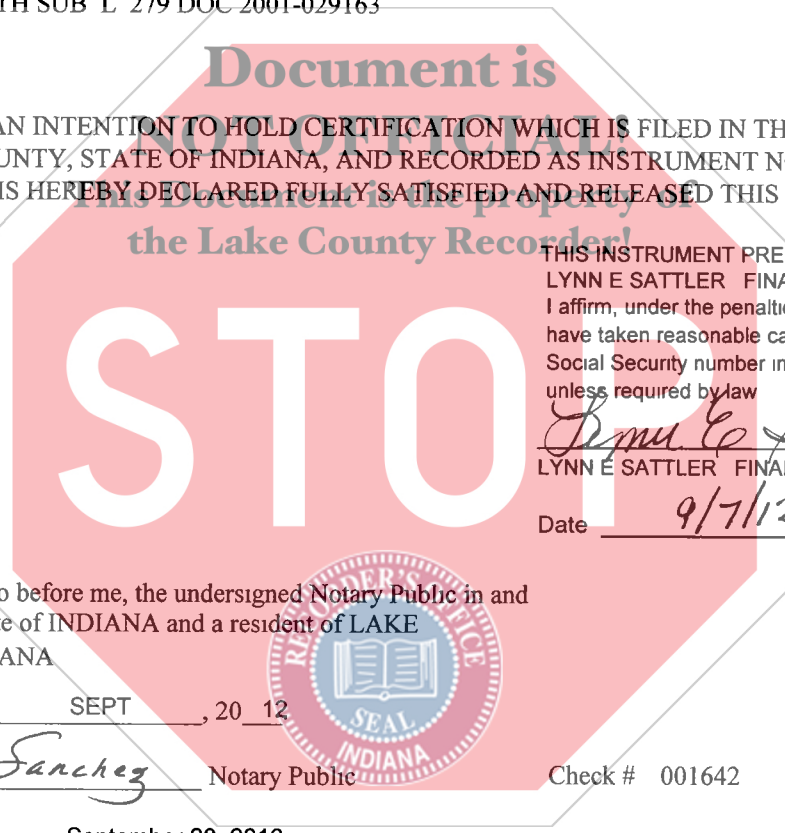 TH SUB L 279 DOC 2001-029163
Document is
NOT OFFICIAL!
This Document is the property of
the Lake County Recorder!
AN INTENTION TO HOLD CERTIFICATION WHICH IS FILED IN TH
UNTY, STATE OF INDIANA, AND RECORDED AS INSTRUMENT N
IS HEREBY DECLARED FULLY SATISFIED AND RELEASED THIS
THIS INSTRUMENT PRE
LYNN E SATTLER FINA
I affirm, under the penalti
have taken reasonable ca
Social Security number in
unless required by law
STOP
LYNN E SATTLER FINA
Date 9/7/12
o before me, the undersigned Notary Public in and
te of INDIANA and a resident of LAKE
ANA
SEPT , 20 12
Sanchez Notary Public
RECORDER'S OFFICE
SEAL
INDIANA
Check # 001642